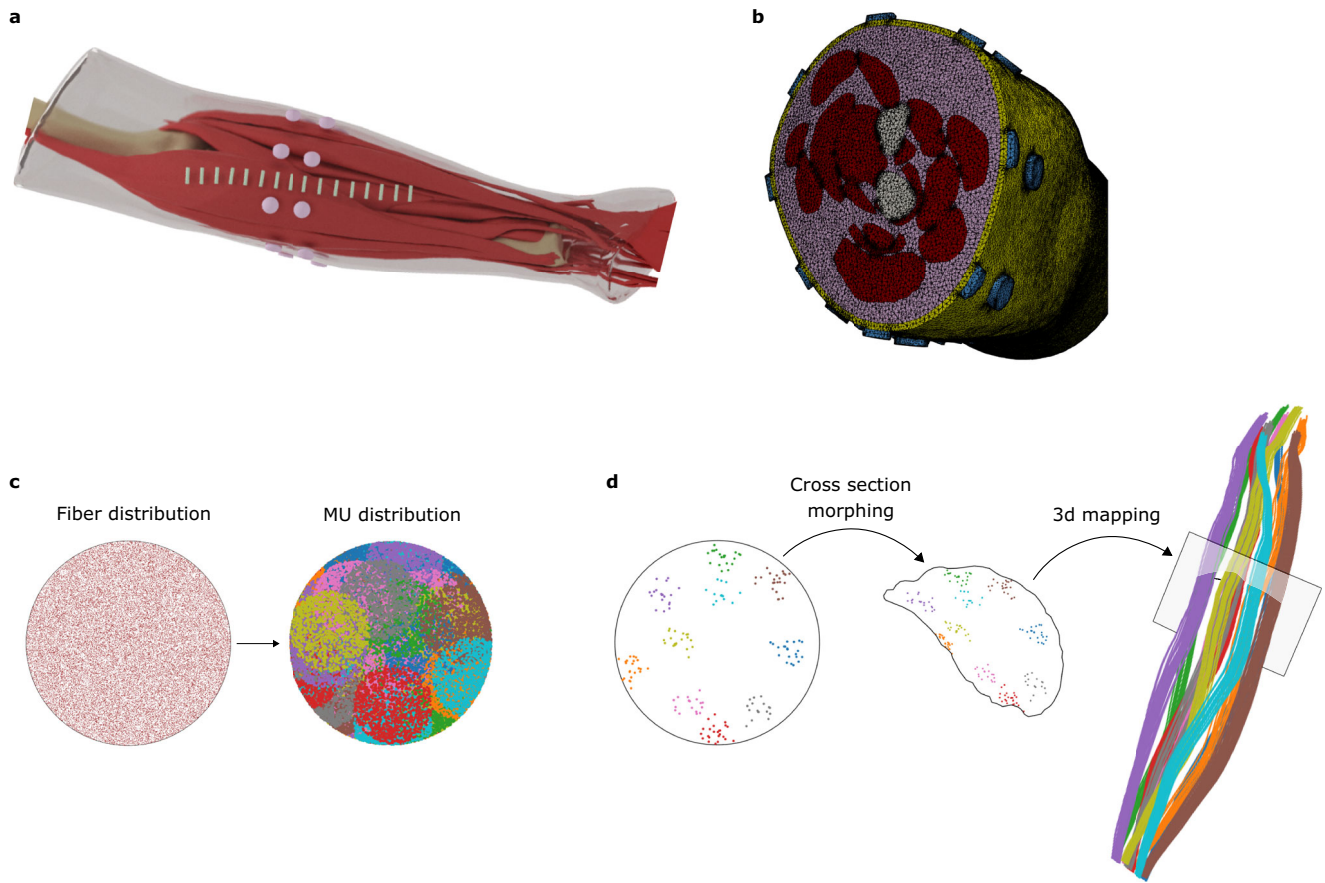 a
b
c
Fiber distribution
MU distribution
d
Cross section
morphing
3d mapping